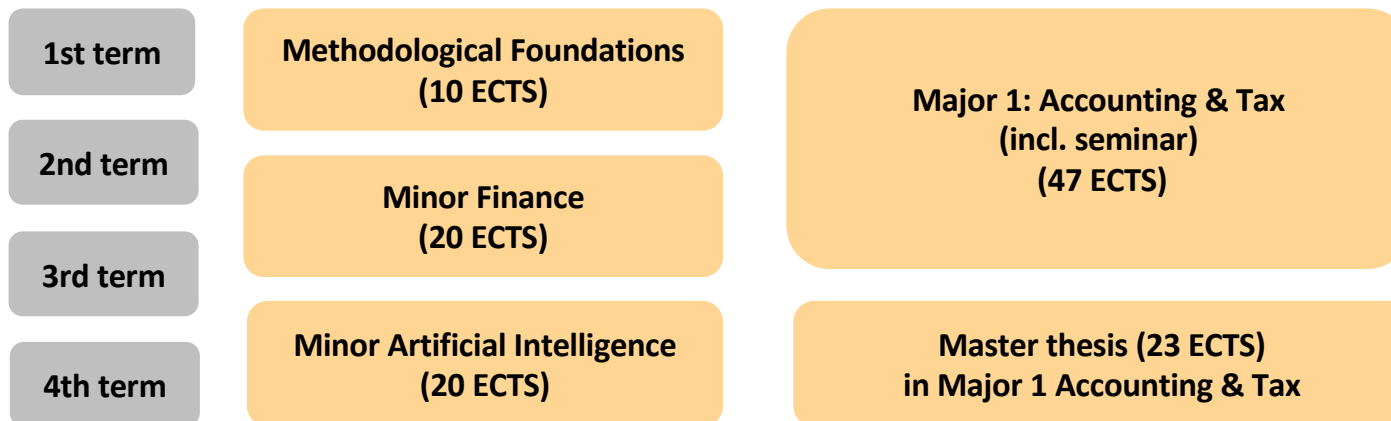 1st term
2nd term
3rd term
4th term
Methodological Foundations
(10 ECTS)
Minor Finance
(20 ECTS)
Minor Artificial Intelligence
(20 ECTS)
Major 1: Accounting & Tax
(incl. seminar)
(47 ECTS)
Master thesis (23 ECTS)
in Major 1 Accounting & Tax